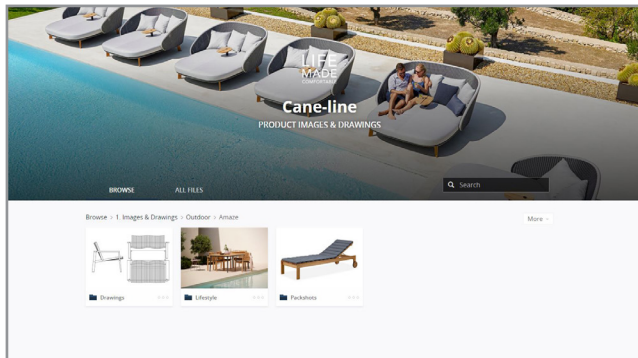 LIFE
MADE
COMFORTABLE
Cane-line
PRODUCT IMAGES & DRAWINGS
BROWSE
ALL FILES
Search
Browse > 1. Images & Drawings > Outdoor > Amaze
More
Drawings
Lifestyle
Packshots